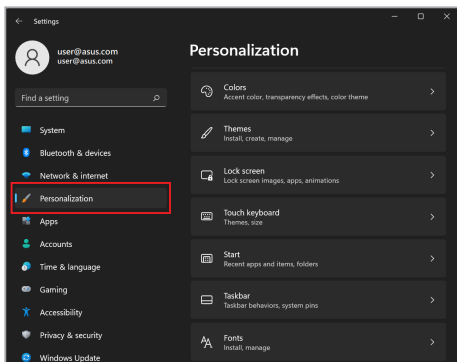 Settings
user@asus.com
user@asus.com
Find a setting
System
Bluetooth & devices
Network & internet
Personalization
Apps
Accounts
Time & language
Gaming
Accessibility
Privacy & security
Windows Update
Personalization
Colors
Accent color, transparency effects, color theme
Themes
Install, create, manage
Lock screen
Lock screen images, apps, animations
Touch keyboard
Themes, size
Start
Recent apps and items, folders
Taskbar
Taskbar behaviors, system pins
Fonts
Install, manage